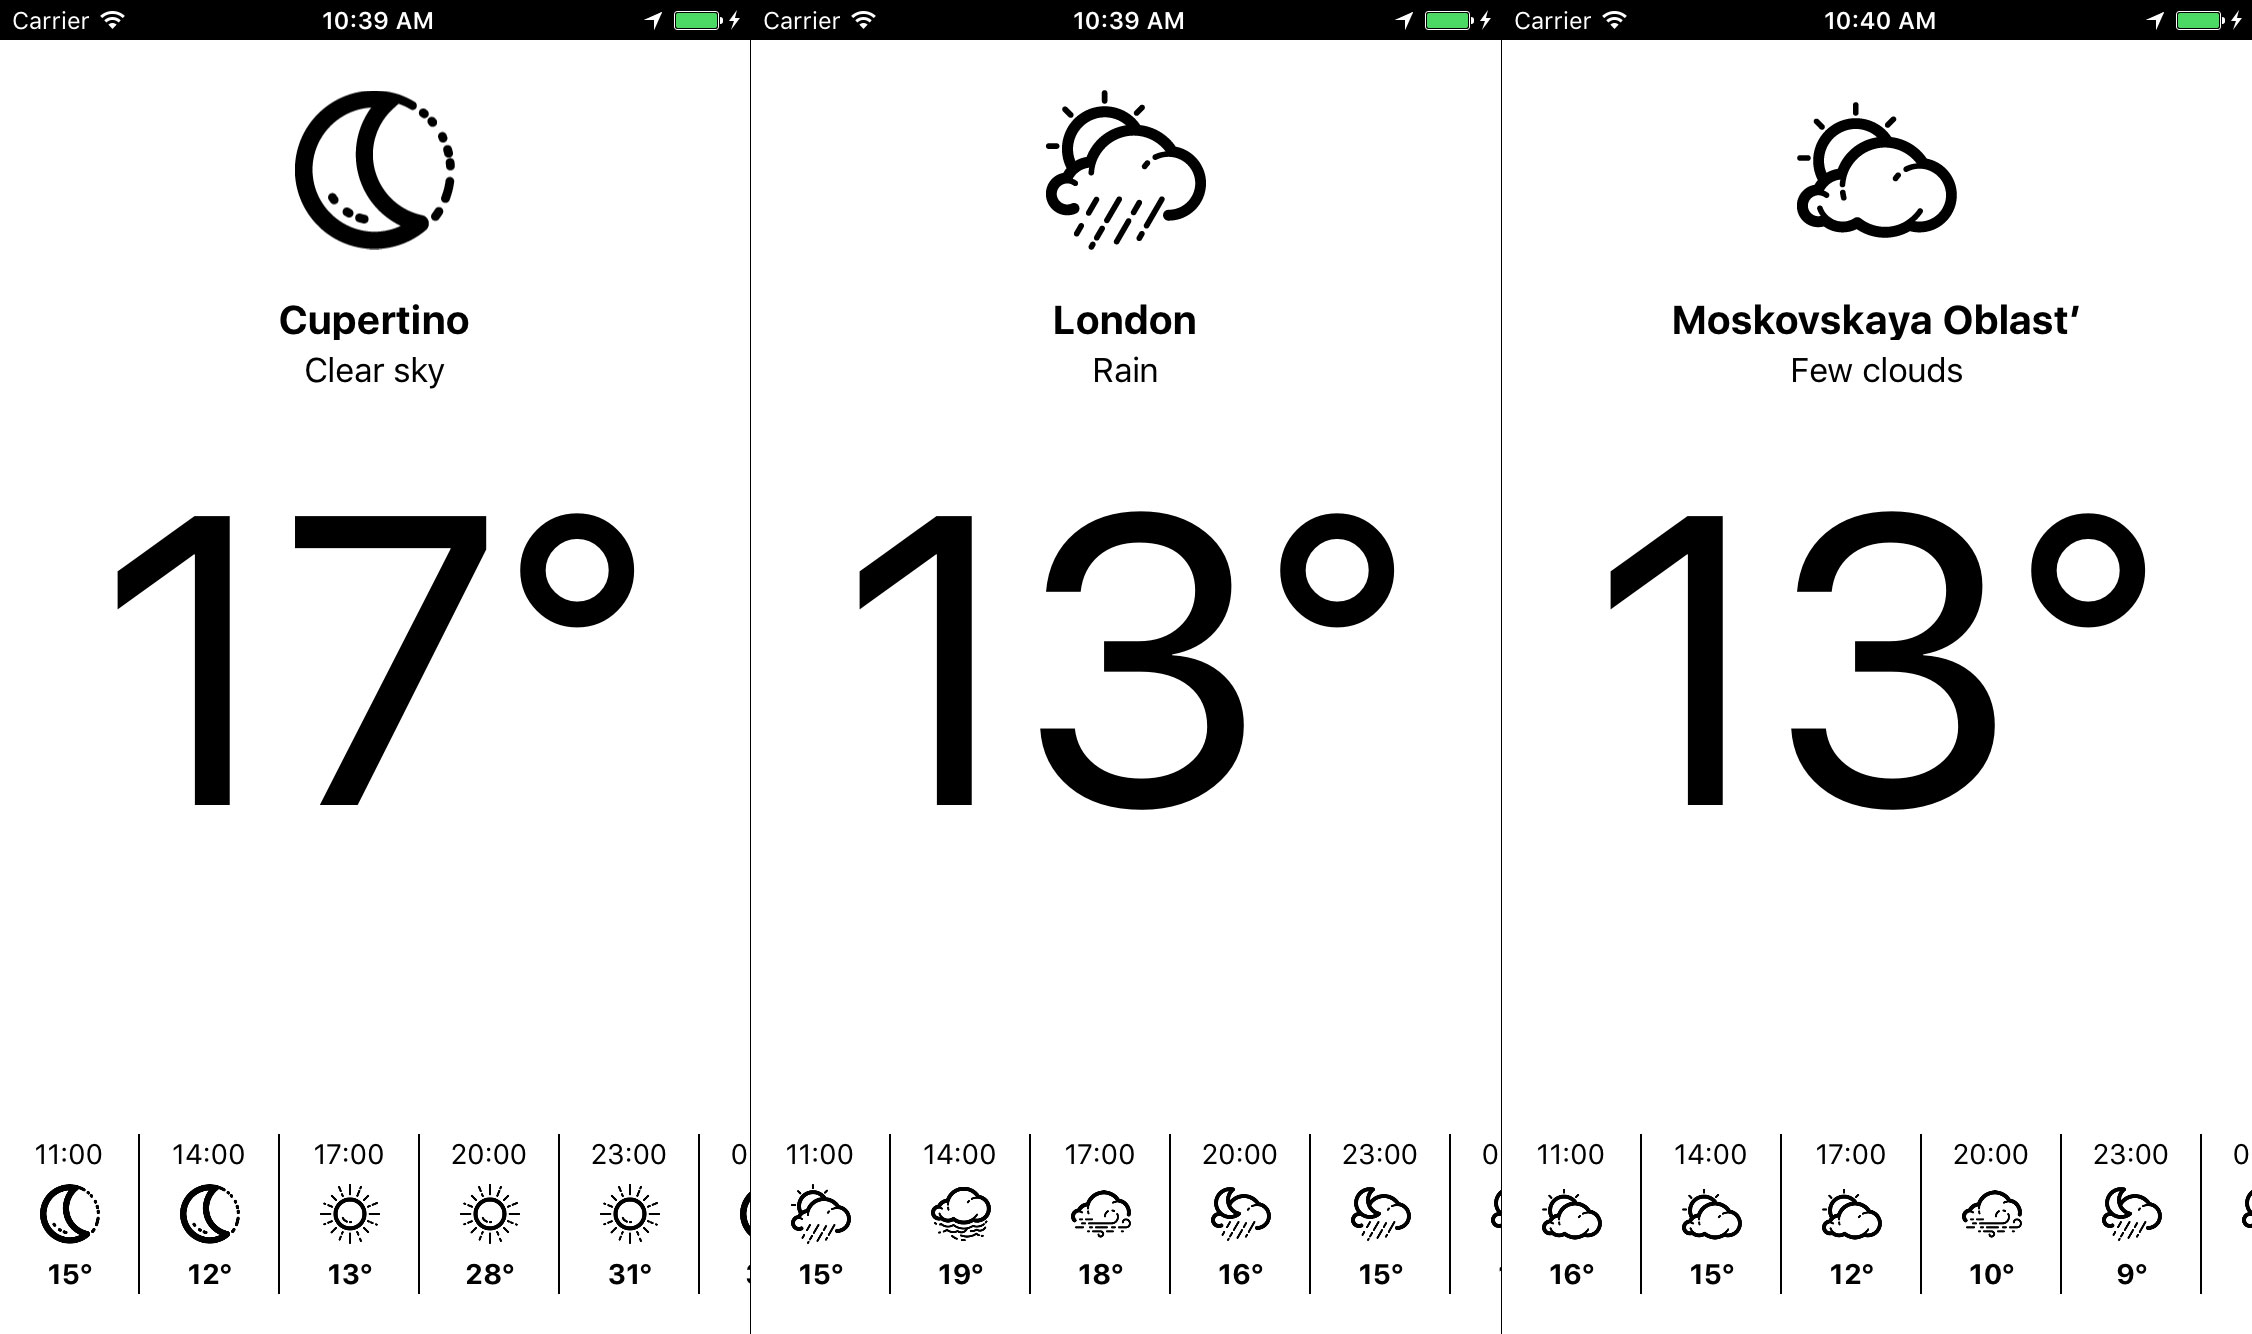 Carrier 10:39 AM
Cupertino
Clear sky
17°
11:00 14:00 17:00 20:00 23:00 0
15° 12° 13° 28° 31°
Carrier 10:39 AM
London
Rain
13°
11:00 14:00 17:00 20:00 23:00 0
15° 19° 18° 16° 15°
Carrier 10:40 AM
Moskovskaya Oblast’
Few clouds
13°
11:00 14:00 17:00 20:00 23:00 0
16° 15° 12° 10° 9°